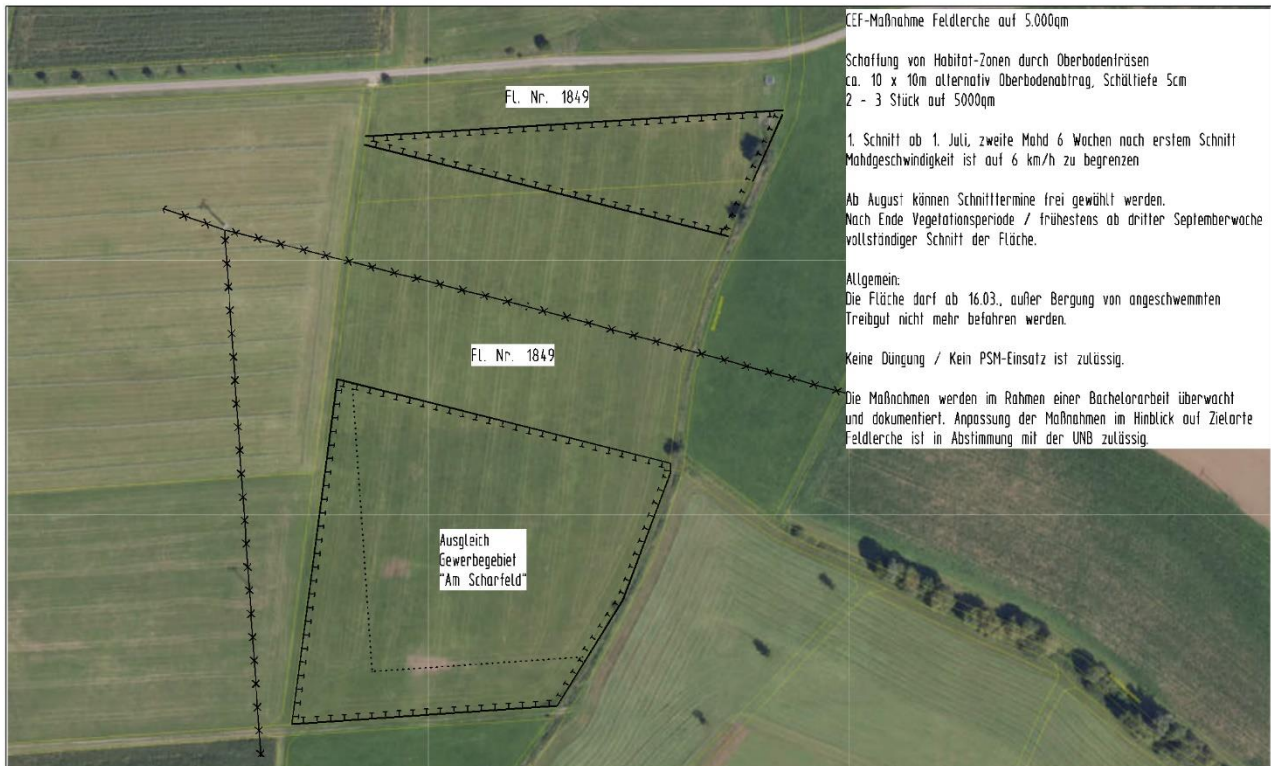 CEF-Maßnahme Feldlerche auf 5.000qm
Schaffung von Habitat-Zonen durch Oberbodenfräsen
ca. 10 x 10m alternativ Oberbodenabtrag, Schältiefe 5cm
2 - 3 Stück auf 5000qm
1. Schnitt ab 1. Juli, zweite Mahd 6 Wochen nach erstem Schnitt
Mahdgeschwindigkeit ist auf 6 km/h zu begrenzen
Ab August können Schnitttermine frei gewählt werden.
Nach Ende Vegetationsperiode / frühestens ab dritter Septemberwoche
vollständiger Schnitt der Fläche.
Allgemein:
Die Fläche darf ab 16.03., außer Bergung von angeschwemmten
Treibgut nicht mehr befahren werden.
Keine Düngung / Kein PSM-Einsatz ist zulässig.
Die Maßnahmen werden im Rahmen einer Bachelorarbeit überwacht
und dokumentiert. Anpassung der Maßnahmen im Hinblick auf Zielarte
Feldlerche ist in Abstimmung mit der UNB zulässig.
Fl. Nr. 1849
Fl. Nr. 1849
Ausgleich
Gewerbegebiet
"Am Scharfeld"